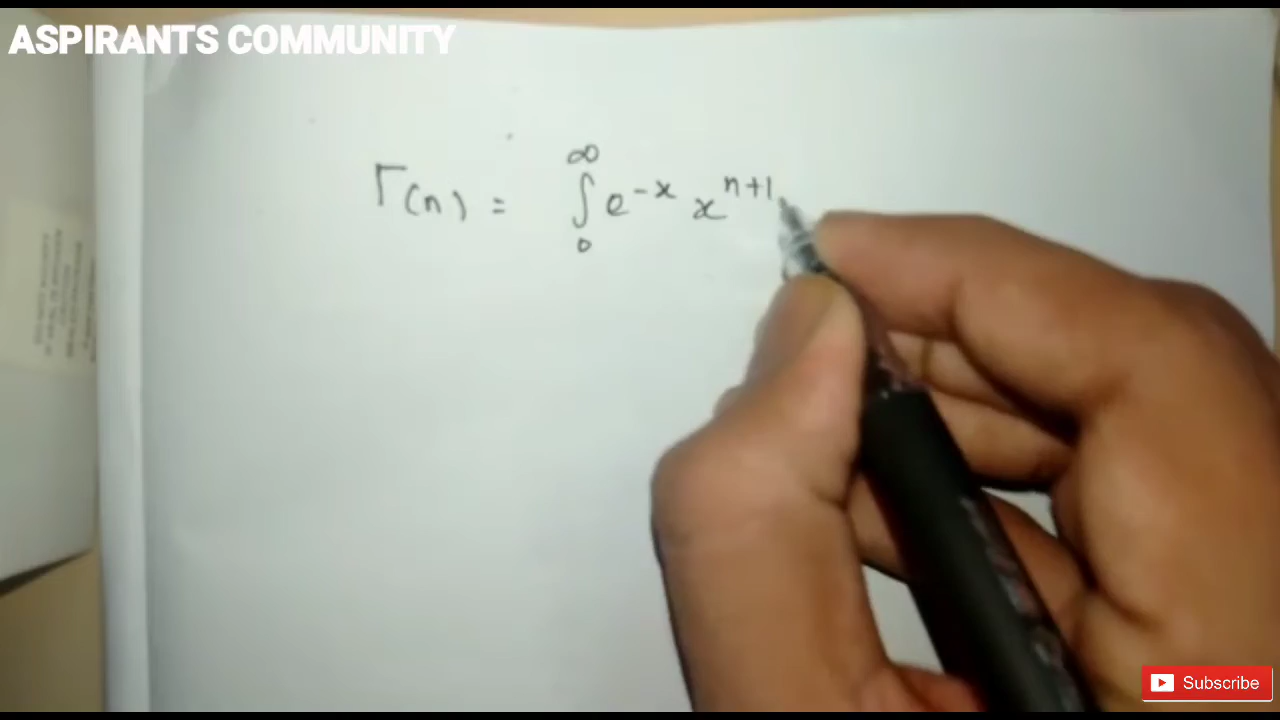 ASPIRANTS COMMUNITY
Γ(n) = ∫₀^∞ e^{-x} x^{n+1}
Subscribe